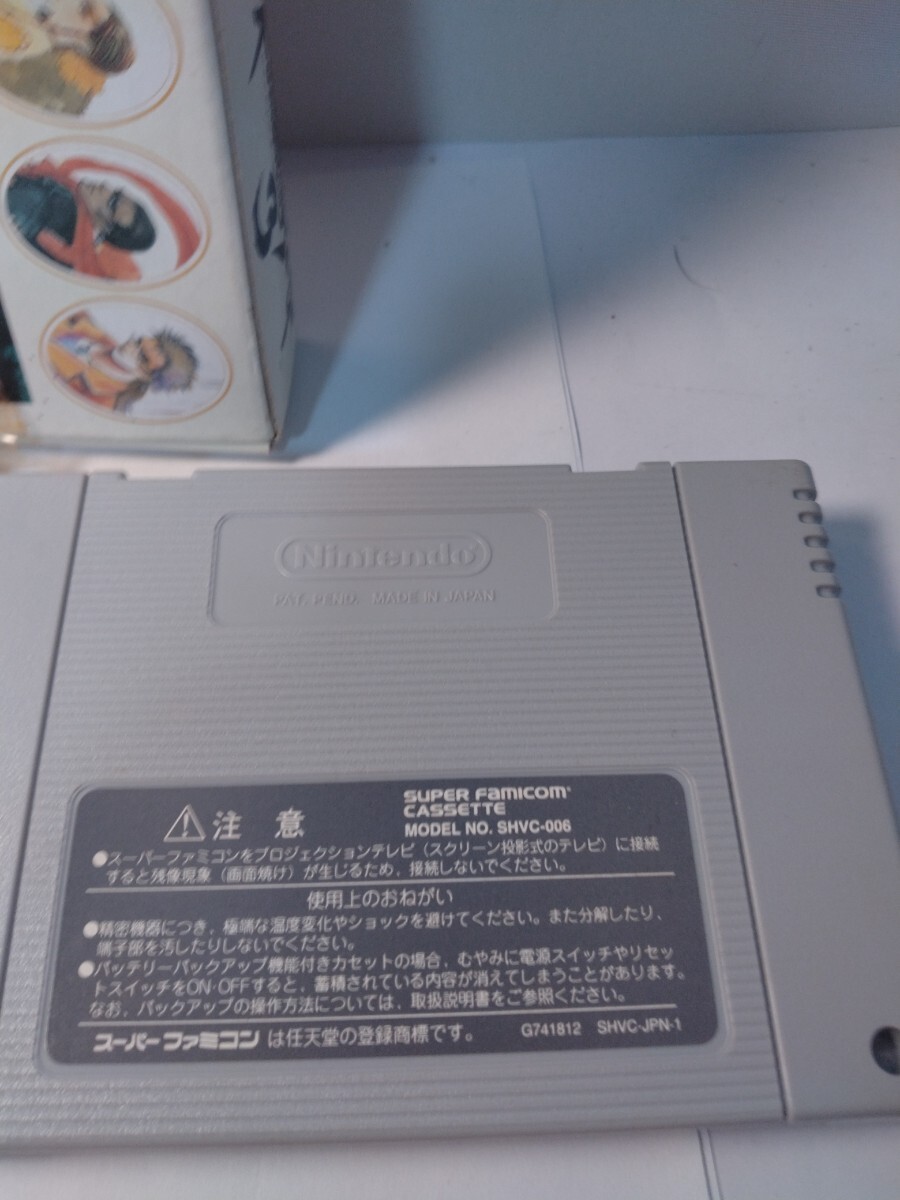 Nintendo
PAT. PEND. MADE IN JAPAN
注意
SUPER FAMICOM
CASSETTE
MODEL NO. SHVC-006
●スーパーファミコンをプロジェクションテレビ（スクリーン投影式のテレビ）に接続
すると残像現象（画面焼け）が生じるため，接続しないでください。
使用上のおねがい
●精密機器につき，極端な温度変化やショックを避けてください。また分解したり、
端子部を汚したりしないでください。
●バッテリーバックアップ機能付きカセットの場合，むやみに電源スイッチやリセッ
トスイッチをON・OFFすると，蓄積されている内容が消えてしまうことがあります。
なお，バックアップの操作方法については，取扱説明書をご参照ください。
スーパーファミコン は任天堂の登録商標です。
G741812 SHVC-JPN-1